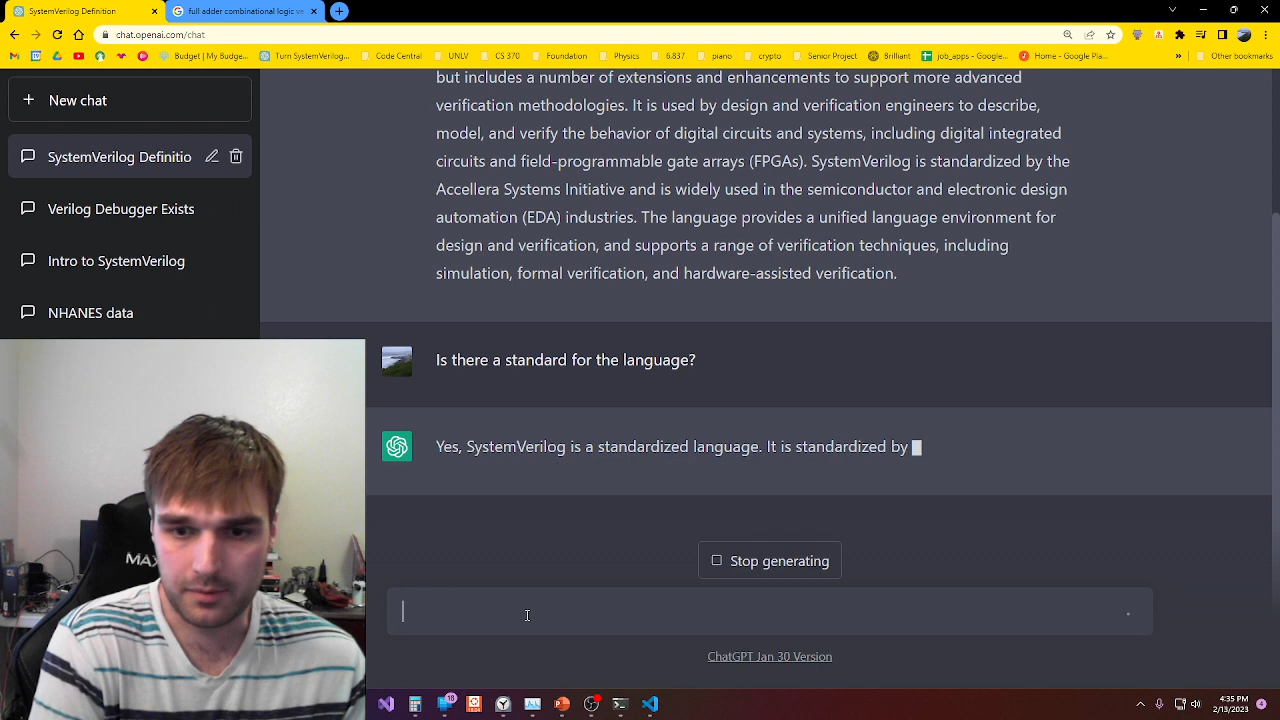 SystemVerilog Definition
full adder combinational logic ve
chat.openai.com/chat
Budget | My Budge...
Turn SystemVerilog...
Code Central
UNLV
CS 370
Foundation
Physics
6.837
piano
crypto
Senior Project
Brilliant
job_apps - Google...
Home - Google Pla...
»
Other bookmarks
+ New chat
SystemVerilog Definitio
Verilog Debugger Exists
Intro to SystemVerilog
NHANES data
but includes a number of extensions and enhancements to support more advanced
verification methodologies. It is used by design and verification engineers to describe,
model, and verify the behavior of digital circuits and systems, including digital integrated
circuits and field-programmable gate arrays (FPGAs). SystemVerilog is standardized by the
Accellera Systems Initiative and is widely used in the semiconductor and electronic design
automation (EDA) industries. The language provides a unified language environment for
design and verification, and supports a range of verification techniques, including
simulation, formal verification, and hardware-assisted verification.
Is there a standard for the language?
Yes, SystemVerilog is a standardized language. It is standardized by
Stop generating
ChatGPT Jan 30 Version
MAX
18
4:35 PM
2/13/2023
4